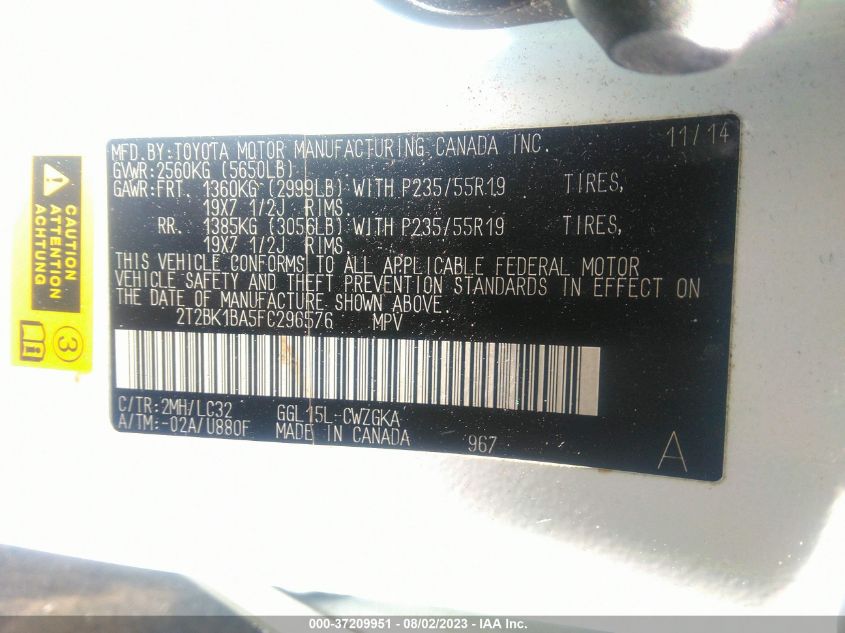 MFD.BY:TOYOTA MOTOR MANUFACTURING CANADA INC. 11/14
GVWR:2560KG (5650LB)
GAWR:FRT. 1360KG (2999LB) WITH P235/55R19 TIRES,
19X7 1/2J RIMS.
RR. 1385KG (3056LB) WITH P235/55R19 TIRES,
19X7 1/2J RIMS.
THIS VEHICLE CONFORMS TO ALL APPLICABLE FEDERAL MOTOR
VEHICLE SAFETY AND THEFT PREVENTION STANDARDS IN EFFECT ON
THE DATE OF MANUFACTURE SHOWN ABOVE.
2T2BK1BA5FC296576 MPV
C/TR:2MH/LC32 GGL15L-CWZGKA
A/TM:-02A/U880F MADE IN CANADA 967 A
CAUTION
ATTENTION
ACHTUNG
3
i
000-37209951 - 08/02/2023 - IAA Inc.